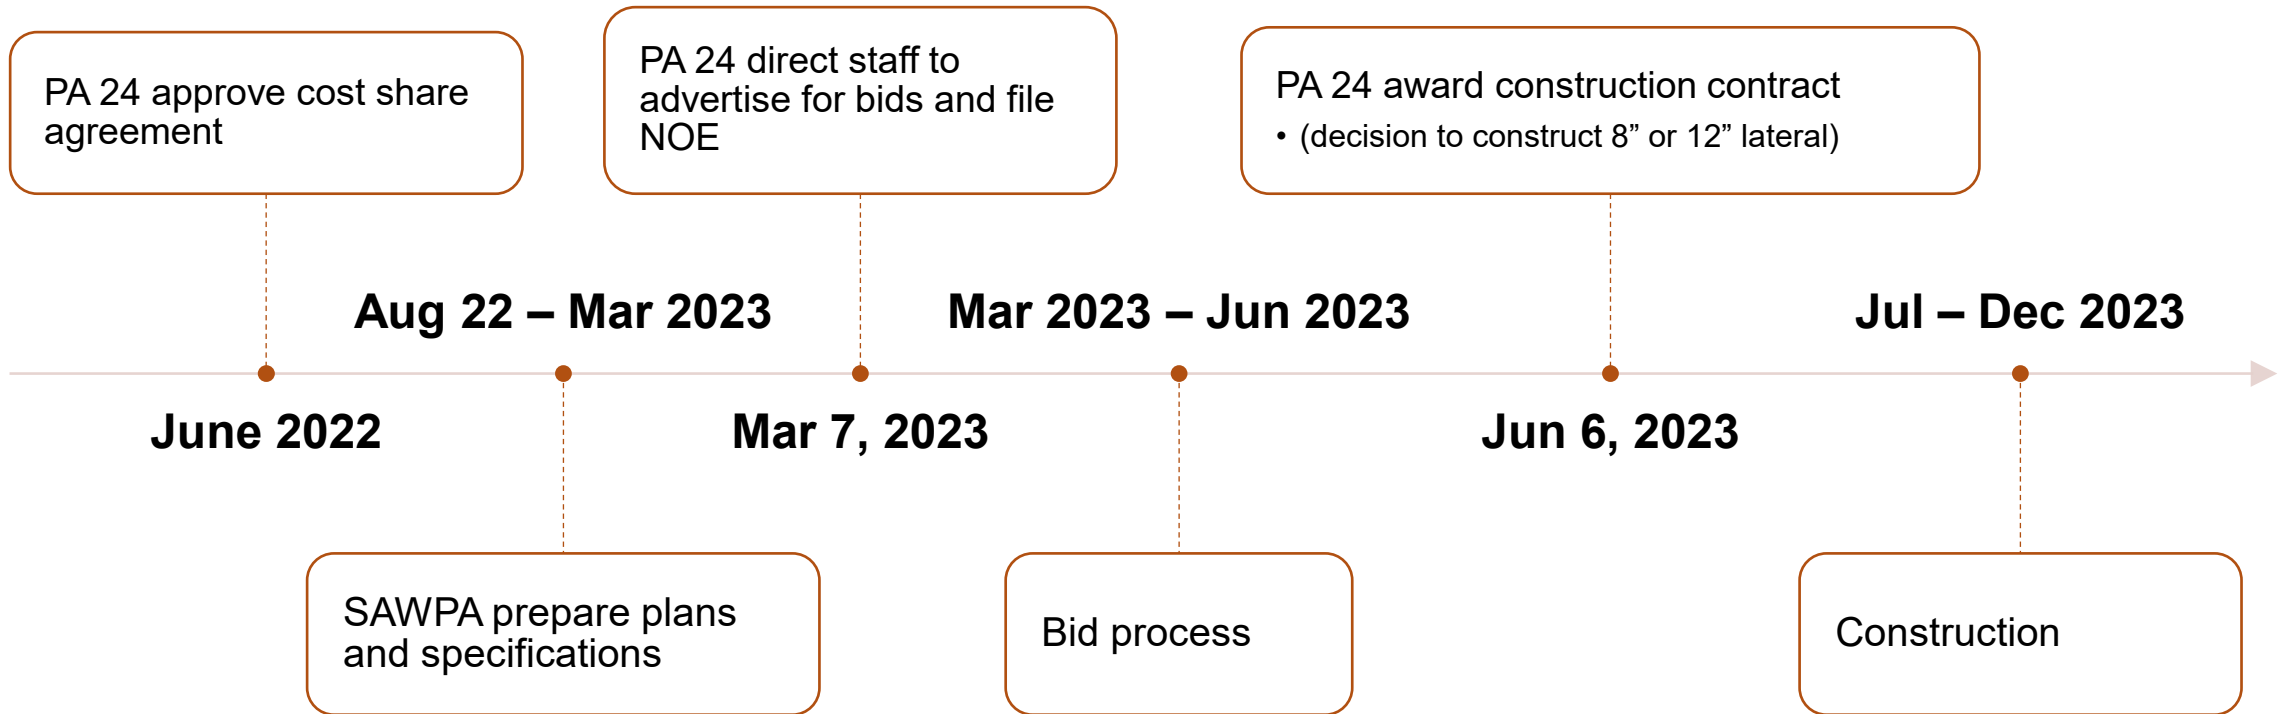 PA 24 approve cost share
agreement
PA 24 direct staff to
advertise for bids and file
NOE
PA 24 award construction contract
• (decision to construct 8” or 12” lateral)
Aug 22 – Mar 2023
Mar 2023 – Jun 2023
Jul – Dec 2023
June 2022
Mar 7, 2023
Jun 6, 2023
SAWPA prepare plans
and specifications
Bid process
Construction